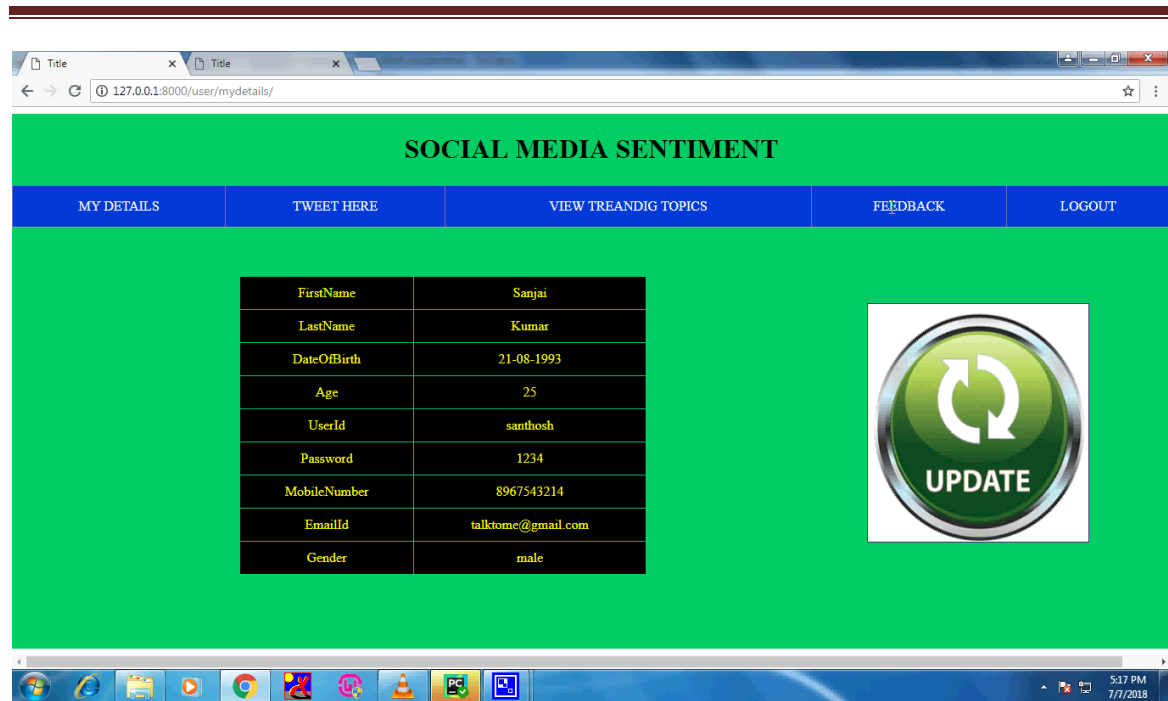 Title Title
127.0.0.1:8000/user/mydetails/
SOCIAL MEDIA SENTIMENT
MY DETAILS TWEET HERE VIEW TREANDIG TOPICS FEEDBACK LOGOUT
FirstName Sanjai
LastName Kumar
DateOfBirth 21-08-1993
Age 25
UserId santhosh
Password 1234
MobileNumber 8967543214
EmailId talktome@gmail.com
Gender male
UPDATE
PC
5:17 PM
7/7/2018